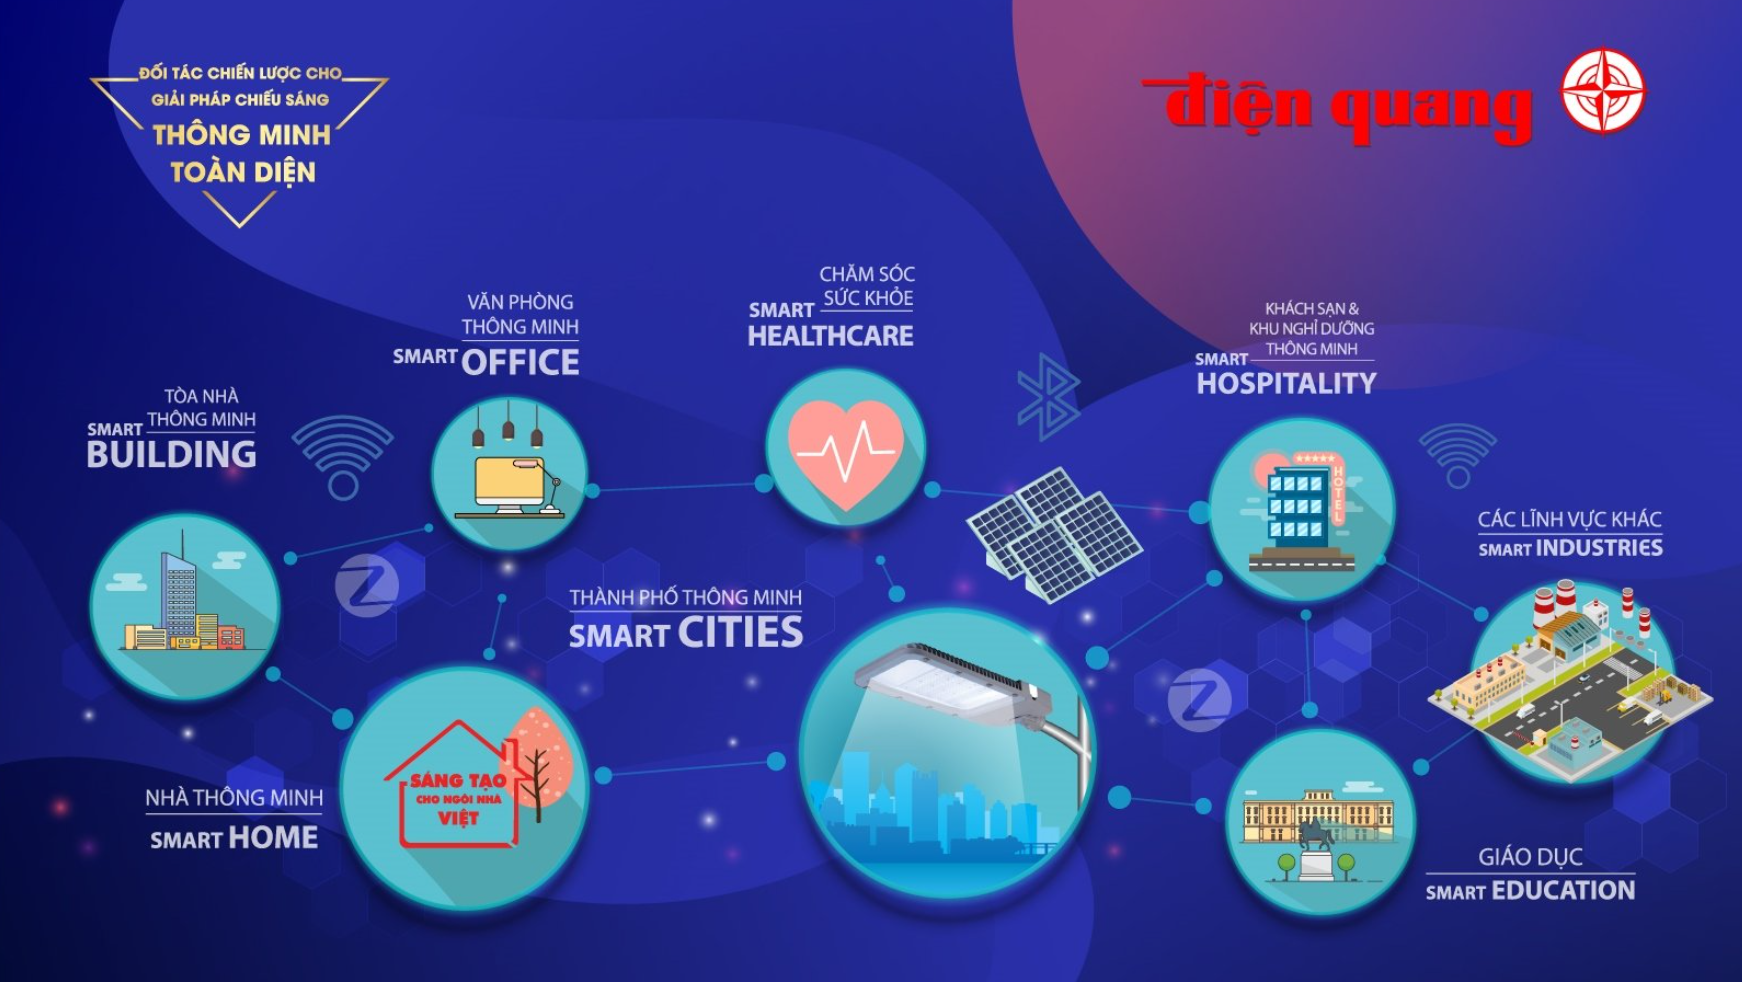 ĐỐI TÁC CHIẾN LƯỢC CHO
GIẢI PHÁP CHIẾU SÁNG
THÔNG MINH
TOÀN DIỆN
điện quang
CHĂM SÓC
SỨC KHỎE
SMART
HEALTHCARE
VĂN PHÒNG
THÔNG MINH
SMART OFFICE
KHÁCH SẠN &
KHU NGHỈ DƯỠNG
THÔNG MINH
SMART
HOSPITALITY
TÒA NHÀ
THÔNG MINH
SMART
BUILDING
HOTEL
CÁC LĨNH VỰC KHÁC
SMART INDUSTRIES
THÀNH PHỐ THÔNG MINH
SMART CITIES
Z
Z
SÁNG TẠO
CHO NGÔI NHÀ
VIỆT
NHÀ THÔNG MINH
SMART HOME
GIÁO DỤC
SMART EDUCATION